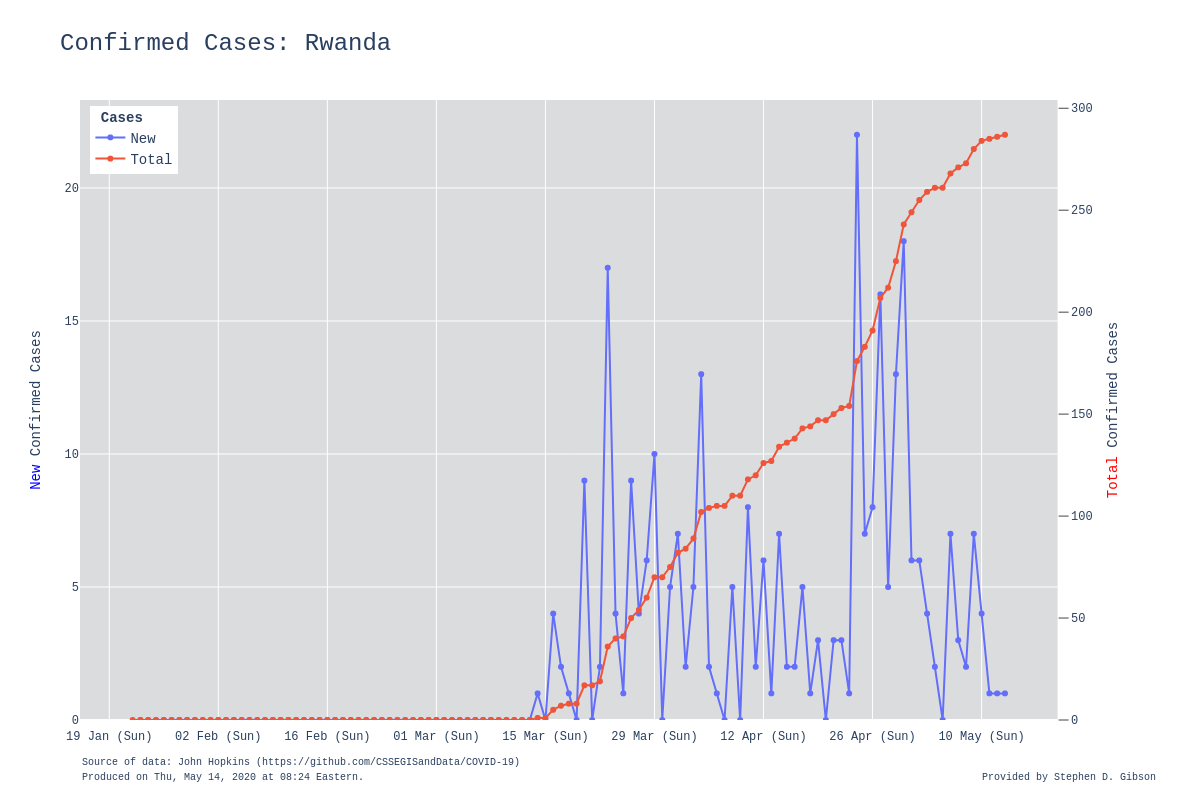 Confirmed Cases: Rwanda
Cases
New
Total
20
15
10
5
0
300
250
200
150
100
50
0
New Confirmed Cases
Total Confirmed Cases
19 Jan (Sun) 02 Feb (Sun) 16 Feb (Sun) 01 Mar (Sun) 15 Mar (Sun) 29 Mar (Sun) 12 Apr (Sun) 26 Apr (Sun) 10 May (Sun)
Source of data: John Hopkins (https://github.com/CSSEGISandData/COVID-19)
Produced on Thu, May 14, 2020 at 08:24 Eastern.
Provided by Stephen D. Gibson